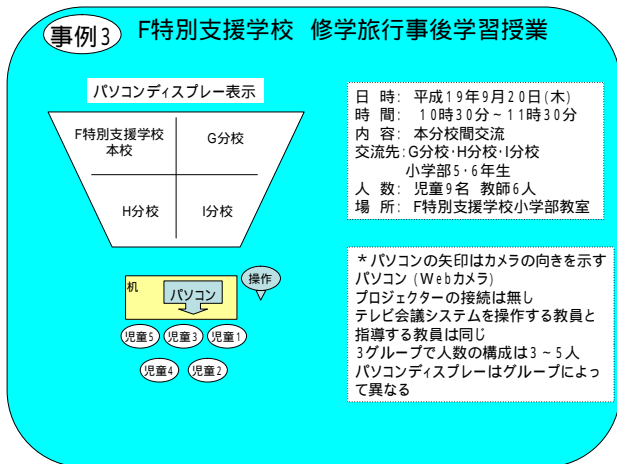 事例3 F特別支援学校 修学旅行事後学習授業
パソコンディスプレー表示
F特別支援学校
本校
G分校
H分校
I分校
机
パソコン
操作
児童5
児童3
児童1
児童4
児童2
日 時: 平成19年9月20日(木)
時 間: 10時30分~11時30分
内 容: 本分校間交流
交流先:G分校・H分校・I分校
小学部5・6年生
人 数: 児童9名 教師6人
場 所: F特別支援学校小学部教室
*パソコンの矢印はカメラの向きを示す
パソコン (Webカメラ)
プロジェクターの接続は無し
テレビ会議システムを操作する教員と
指導する教員は同じ
3グループで人数の構成は3~5人
パソコンディスプレーはグループによっ
て異なる